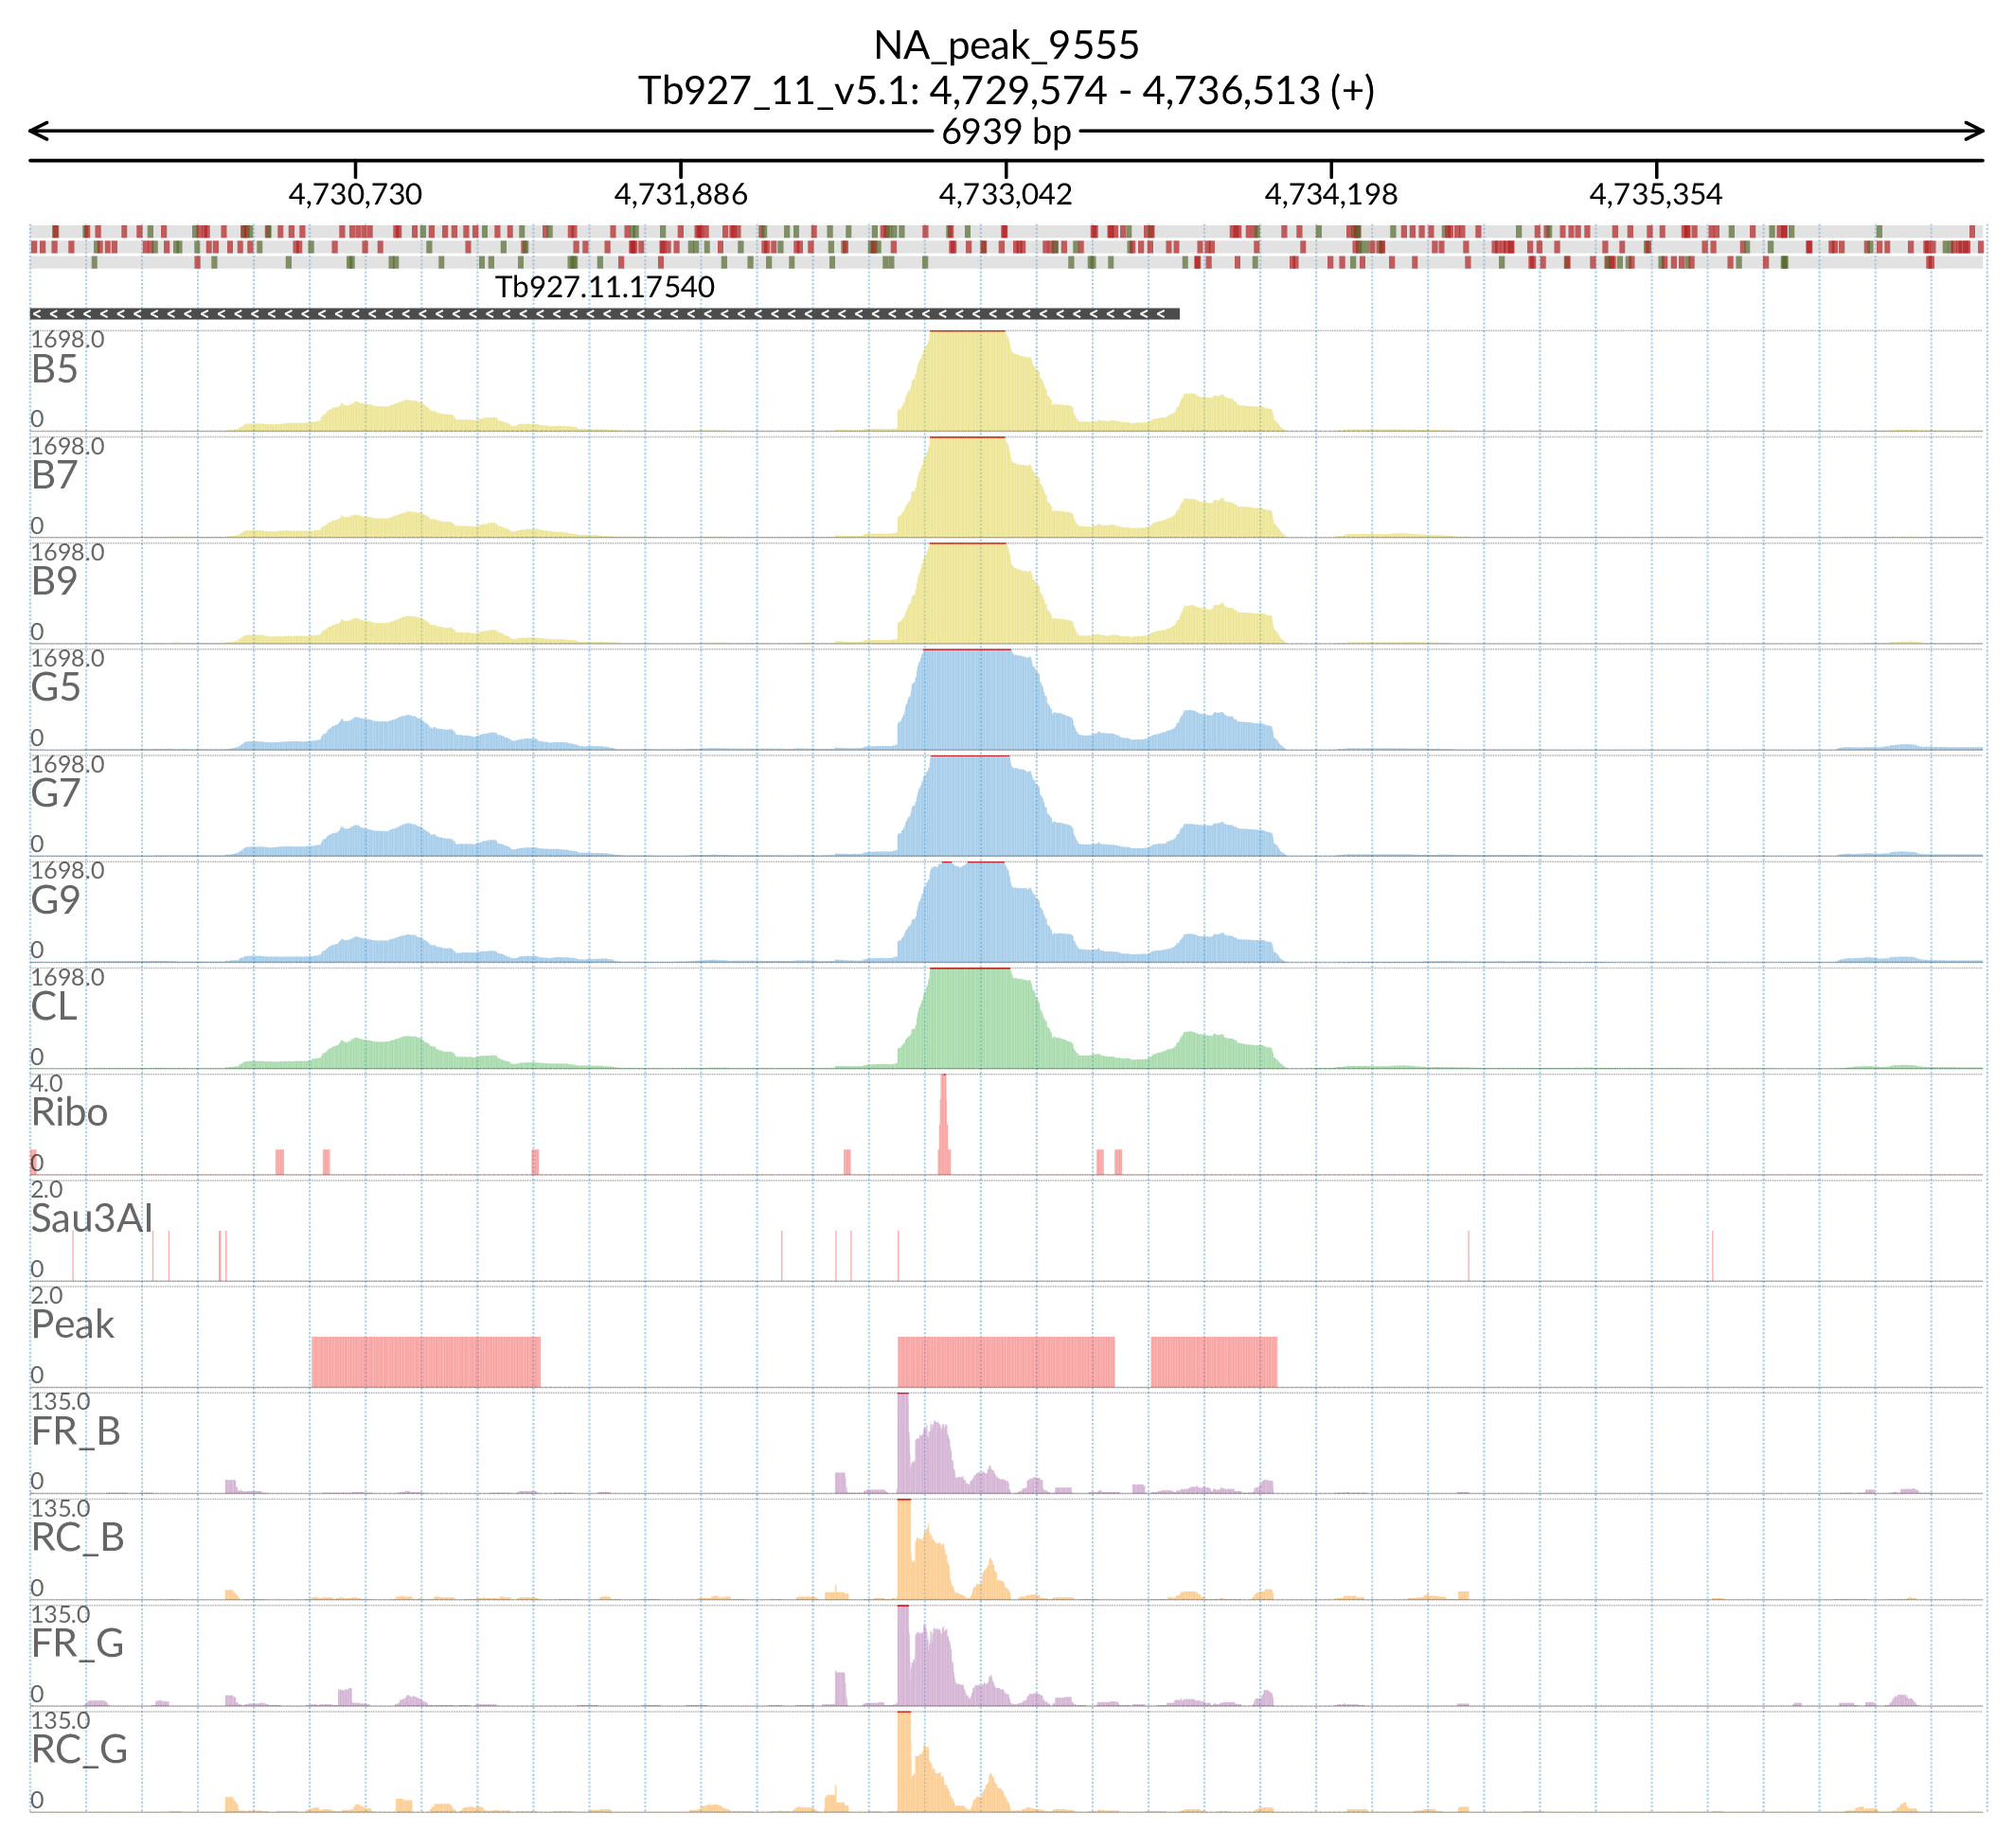 NA_peak_9555
Tb927_11_v5.1: 4,729,574 - 4,736,513 (+)
6939 bp
4,730,730 4,731,886 4,733,042 4,734,198 4,735,354
Tb927.11.17540
1698.0
B5
0
1698.0
B7
0
1698.0
B9
0
1698.0
G5
0
1698.0
G7
0
1698.0
G9
0
1698.0
CL
0
4.0
Ribo
0
2.0
Sau3AI
0
2.0
Peak
0
135.0
FR_B
0
135.0
RC_B
0
135.0
FR_G
0
135.0
RC_G
0